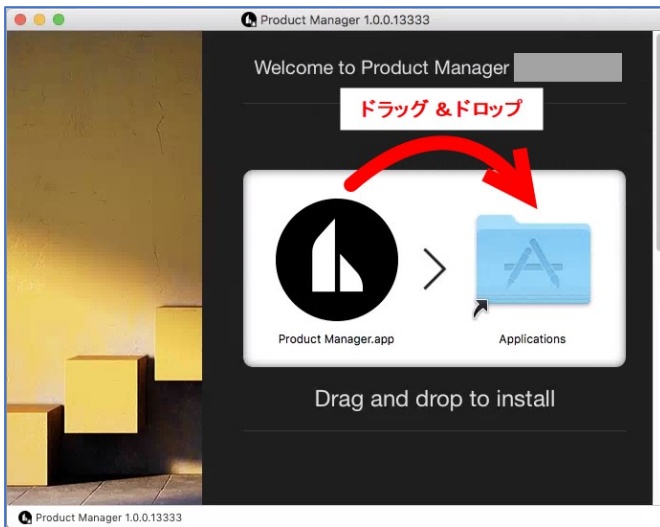 Product Manager 1.0.0.13333
Welcome to Product Manager
ドラッグ &ドロップ
Product Manager.app
Applications
Drag and drop to install
Product Manager 1.0.0.13333